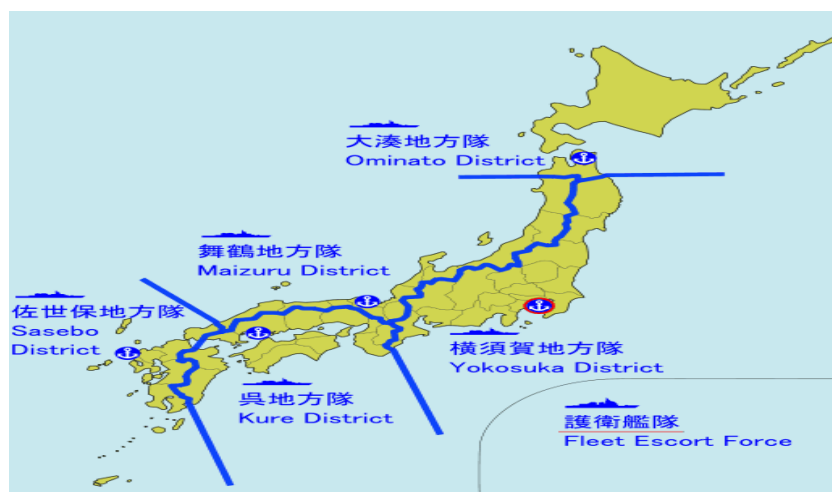 大湊地方隊
Ominato District
舞鶴地方隊
Maizuru District
佐世保地方隊
Sasebo
District
横須賀地方隊
Yokosuka District
呉地方隊
Kure District
護衛艦隊
Fleet Escort Force